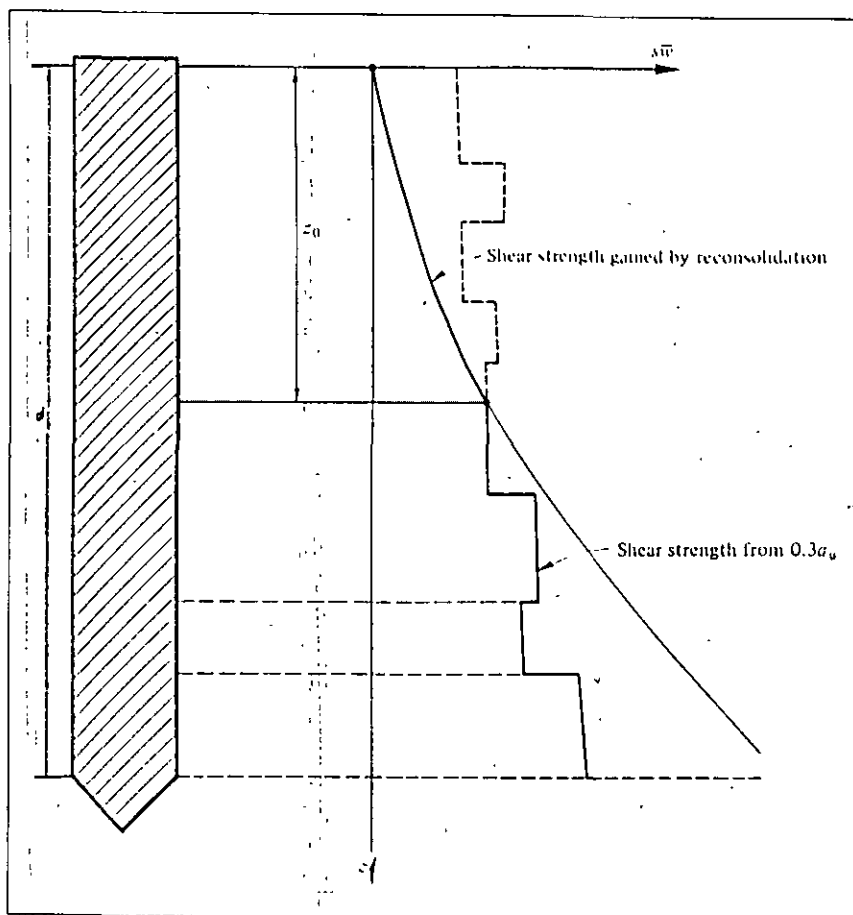 z₀
Shear strength gained by reconsolidation
d
Shear strength from 0.3σᵤ
z